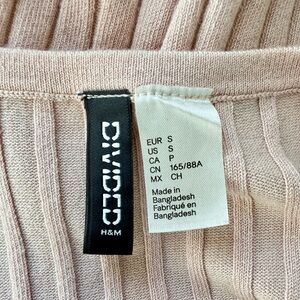 DIVIDED
H&M
EUR S
US S
CA P
CN 165/88A
MX CH
Made in
Bangladesh
Fabriqué en
Bangladesh